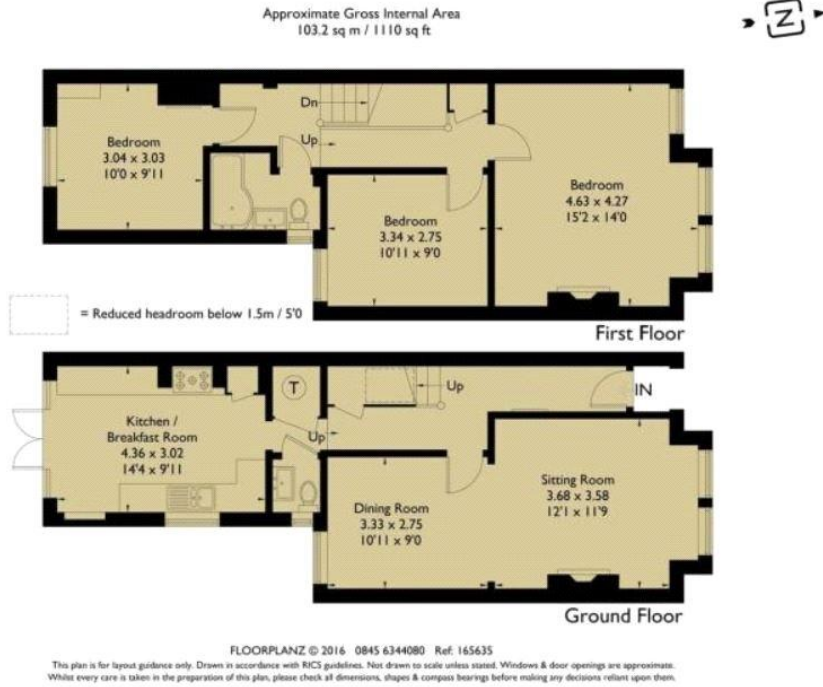 Approximate Gross Internal Area
103.2 sq m / 1110 sq ft
Z
Dn
Up
Bedroom
3.04 x 3.03
10'0 x 9'11
Bedroom
3.34 x 2.75
10'11 x 9'0
Bedroom
4.63 x 4.27
15'2 x 14'0
= Reduced headroom below 1.5m / 5'0
First Floor
T
Up
IN
Kitchen /
Breakfast Room
4.36 x 3.02
14'4 x 9'11
Up
Dining Room
3.33 x 2.75
10'11 x 9'0
Sitting Room
3.68 x 3.58
12'1 x 11'9
Ground Floor
FLOORPLANZ © 2016 0845 6344080 Ref: 165635
This plan is for layout guidance only. Drawn in accordance with RICS guidelines. Not drawn to scale unless stated. Windows & door openings are approximate.
Whilst every care is taken in the preparation of this plan, please check all dimensions, shapes & compass bearings before making any decisions reliant upon them.